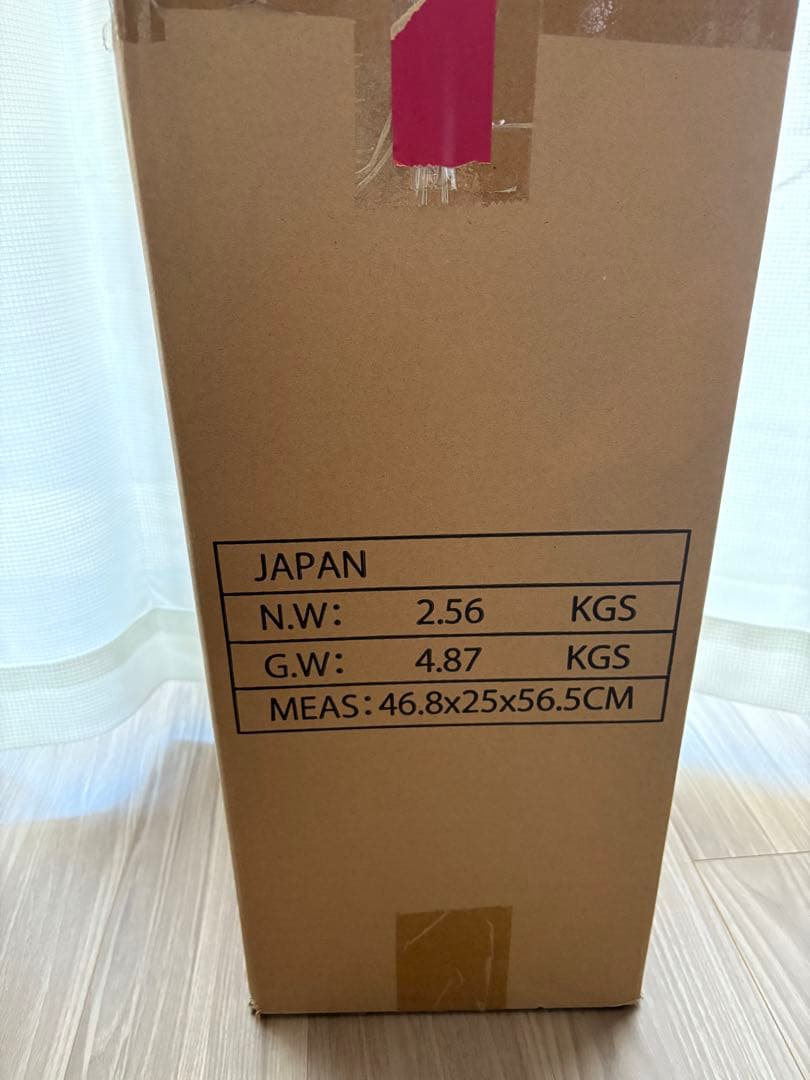 JAPAN
N.W: 2.56 KGS
G.W: 4.87 KGS
MEAS: 46.8x25x56.5CM